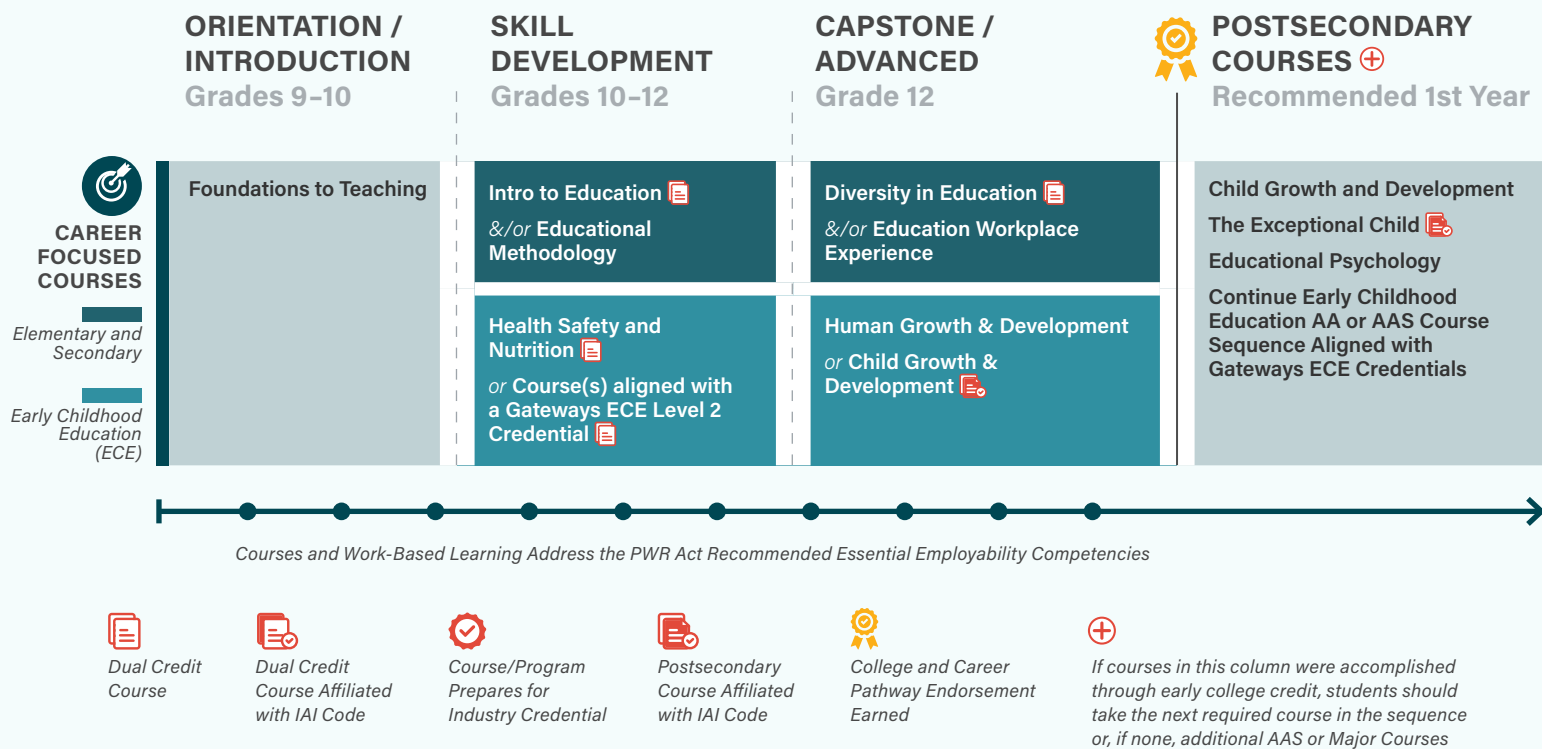 ORIENTATION /
INTRODUCTION
Grades 9–10
SKILL
DEVELOPMENT
Grades 10–12
CAPSTONE /
ADVANCED
Grade 12
POSTSECONDARY
COURSES
Recommended 1st Year
CAREER
FOCUSED
COURSES
Elementary and
Secondary
Early Childhood
Education
(ECE)
Foundations to Teaching
Intro to Education
&/or Educational
Methodology
Health Safety and
Nutrition
or Course(s) aligned with
a Gateways ECE Level 2
Credential
Diversity in Education
&/or Education Workplace
Experience
Human Growth & Development
or Child Growth &
Development
Child Growth and Development
The Exceptional Child
Educational Psychology
Continue Early Childhood
Education AA or AAS Course
Sequence Aligned with
Gateways ECE Credentials
Courses and Work-Based Learning Address the PWR Act Recommended Essential Employability Competencies
Dual Credit
Course
Dual Credit
Course Affiliated
with IAI Code
Course/Program
Prepares for
Industry Credential
Postsecondary
Course Affiliated
with IAI Code
College and Career
Pathway Endorsement
Earned
If courses in this column were accomplished
through early college credit, students should
take the next required course in the sequence
or, if none, additional AAS or Major Courses